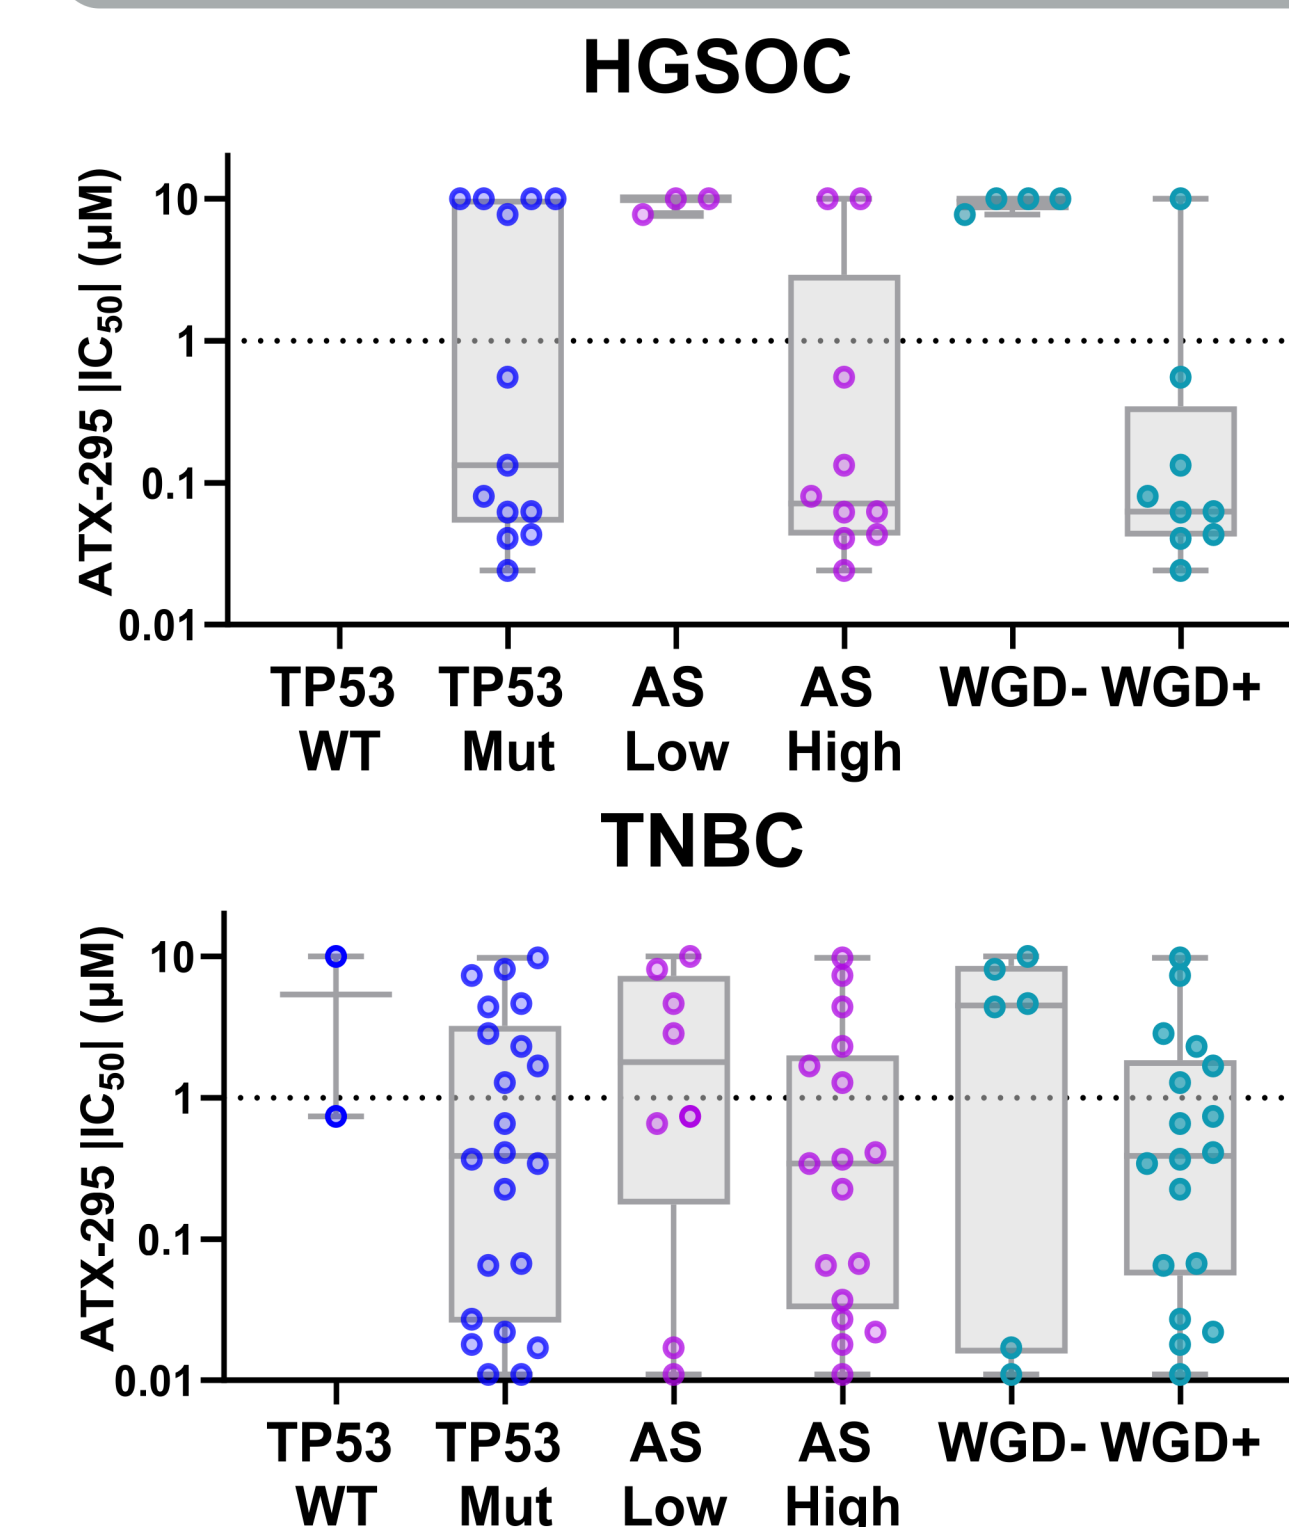 HGSOC
ATX-295 |IC50| (µM)
10
1
0.1
0.01
TP53 TP53 AS AS WGD- WGD+
WT Mut Low High
TNBC
ATX-295 |IC50| (µM)
10
1
0.1
0.01
TP53 TP53 AS AS WGD- WGD+
WT Mut Low High